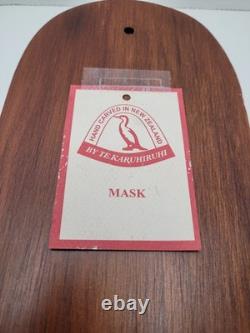 HAND CARVED IN NEW ZEALAND
BY TE KARUHIRUHI
MASK